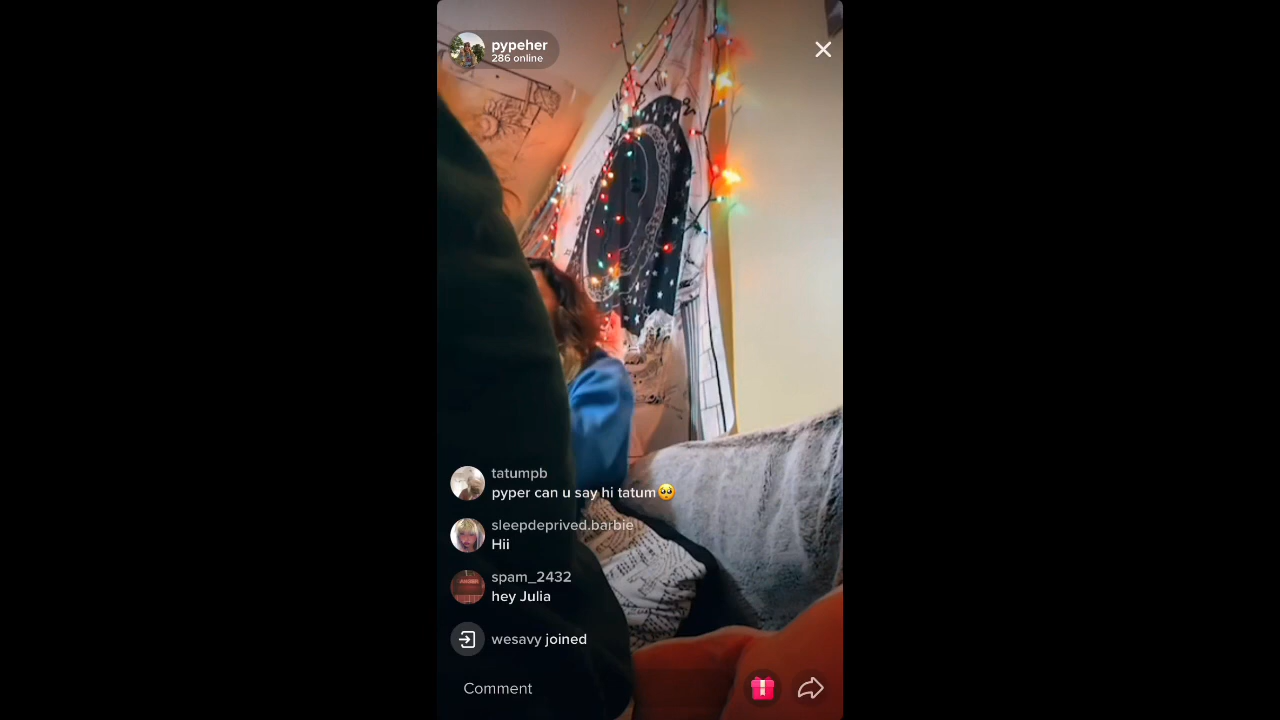 pypeher
286 online
tatumpb
pyper can u say hi tatum🥺
sleepdeprived.barbie
Hii
spam_2432
hey Julia
wesavy joined
Comment